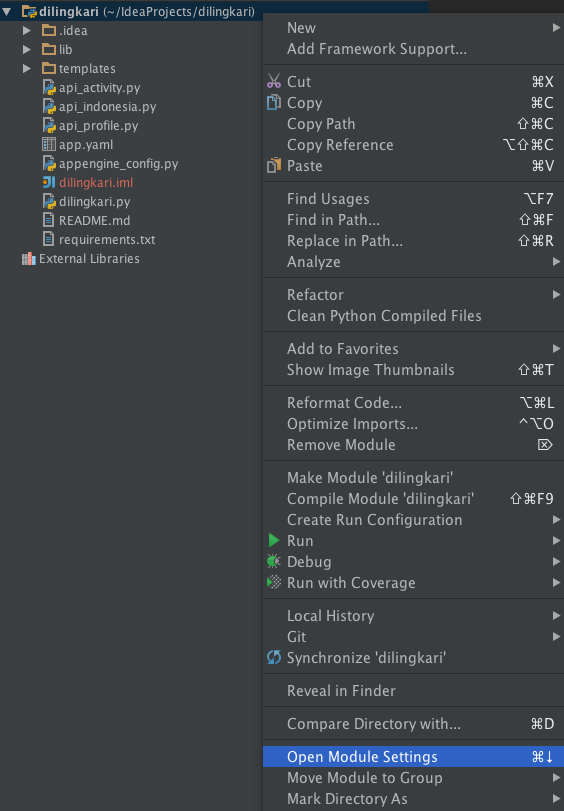 dilingkari (~/IdeaProjects/dilingkari)
.idea
lib
templates
api_activity.py
api_indonesia.py
api_profile.py
app.yaml
appengine_config.py
dilingkari.iml
dilingkari.py
README.md
requirements.txt
External Libraries
New
Add Framework Support...
Cut ⌘X
Copy ⌘C
Copy Path ⇧⌘C
Copy Reference ⌥⇧⌘C
Paste ⌘V
Find Usages ⌥F7
Find in Path... ⇧⌘F
Replace in Path... ⇧⌘R
Analyze
Refactor
Clean Python Compiled Files
Add to Favorites
Show Image Thumbnails ⇧⌘T
Reformat Code... ⌥⌘L
Optimize Imports... ^⌥O
Remove Module ⌦
Make Module 'dilingkari'
Compile Module 'dilingkari' ⇧⌘F9
Create Run Configuration
Run
Debug
Run with Coverage
Local History
Git
Synchronize 'dilingkari'
Reveal in Finder
Compare Directory with... ⌘D
Open Module Settings ⌘↓
Move Module to Group
Mark Directory As